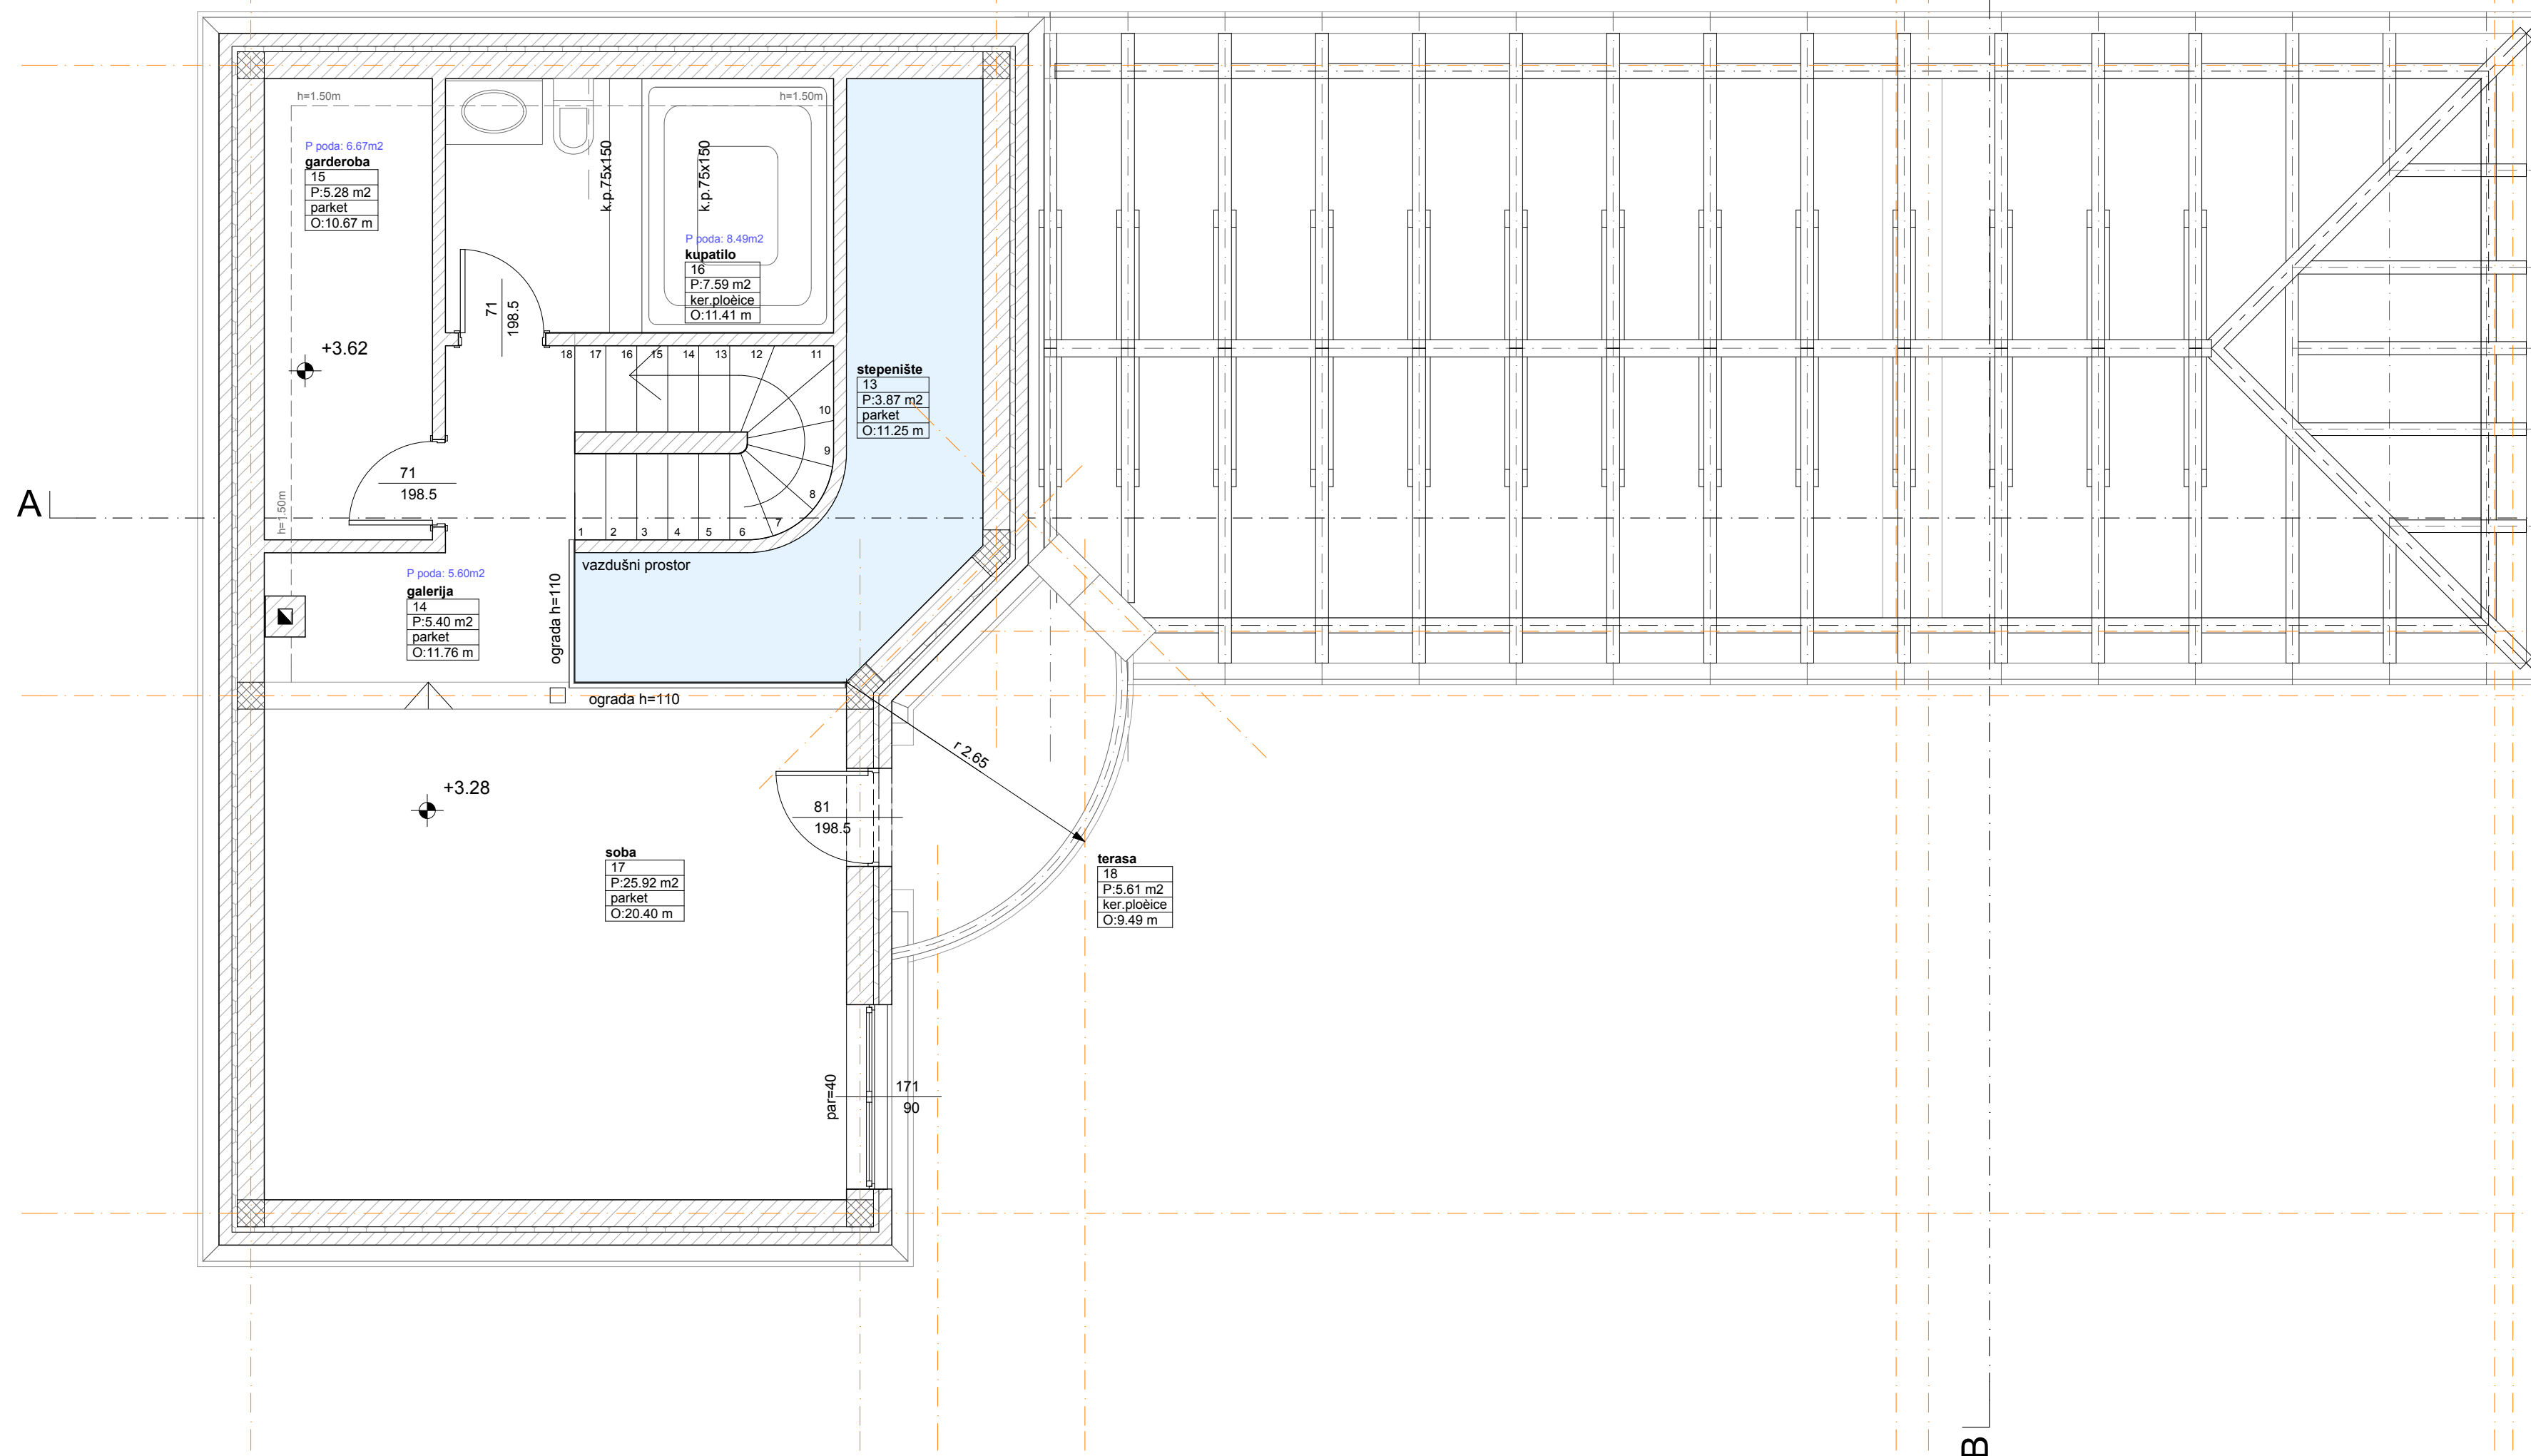 h=1.50m
h=1.50m
P poda: 6.67m2
garderoba
15
P:5.28 m2
parket
O:10.67 m
k.p.75x150
k.p.75x150
P poda: 8.49m2
kupatilo
16
P:7.59 m2
ker.ploèice
O:11.41 m
71
198.5
+3.62
18 17 16 15 14 13 12 11
10
9
8
7
1 2 3 4 5 6
stepenište
13
P:3.87 m2
parket
O:11.25 m
71
198.5
h=1.50m
A
vazdušni prostor
P poda: 5.60m2
galerija
14
P:5.40 m2
parket
O:11.76 m
ograda h=110
ograda h=110
r 2.65
+3.28
81
198.5
soba
17
P:25.92 m2
parket
O:20.40 m
terasa
18
P:5.61 m2
ker.ploèice
O:9.49 m
par=40
171
90
B